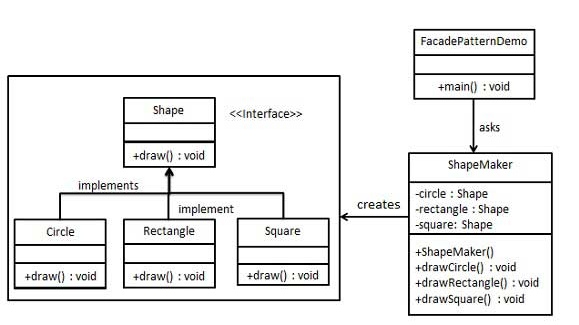 FacadePatternDemo
+main() : void
asks
Shape
<<Interface>>
+draw() : void
implements
implement
Circle
+draw() : void
Rectangle
+draw() : void
Square
+draw() : void
creates
ShapeMaker
-circle : Shape
-rectangle : Shape
-square: Shape
+ShapeMaker()
+drawCircle() : void
+drawRectangle() : void
+drawSquare() : void